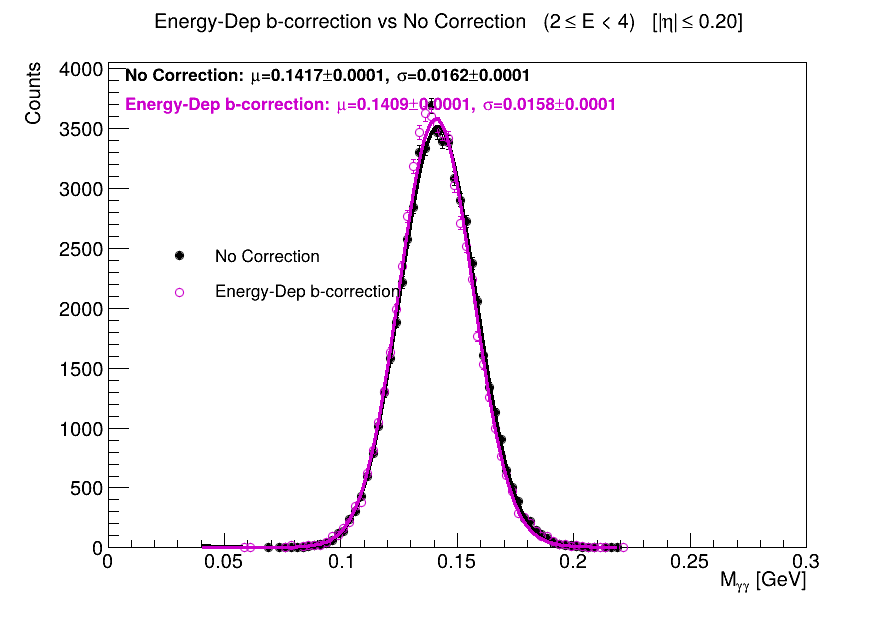 Energy-Dep b-correction vs No Correction (2 ≤ E < 4) [|η| ≤ 0.20]
Counts
4000
3500
3000
2500
2000
1500
1000
500
0
No Correction: μ=0.1417±0.0001, σ=0.0162±0.0001
Energy-Dep b-correction: μ=0.1409±0.0001, σ=0.0158±0.0001
No Correction
Energy-Dep b-correction
0 0.05 0.1 0.15 0.2 0.25 0.3
Mγγ [GeV]